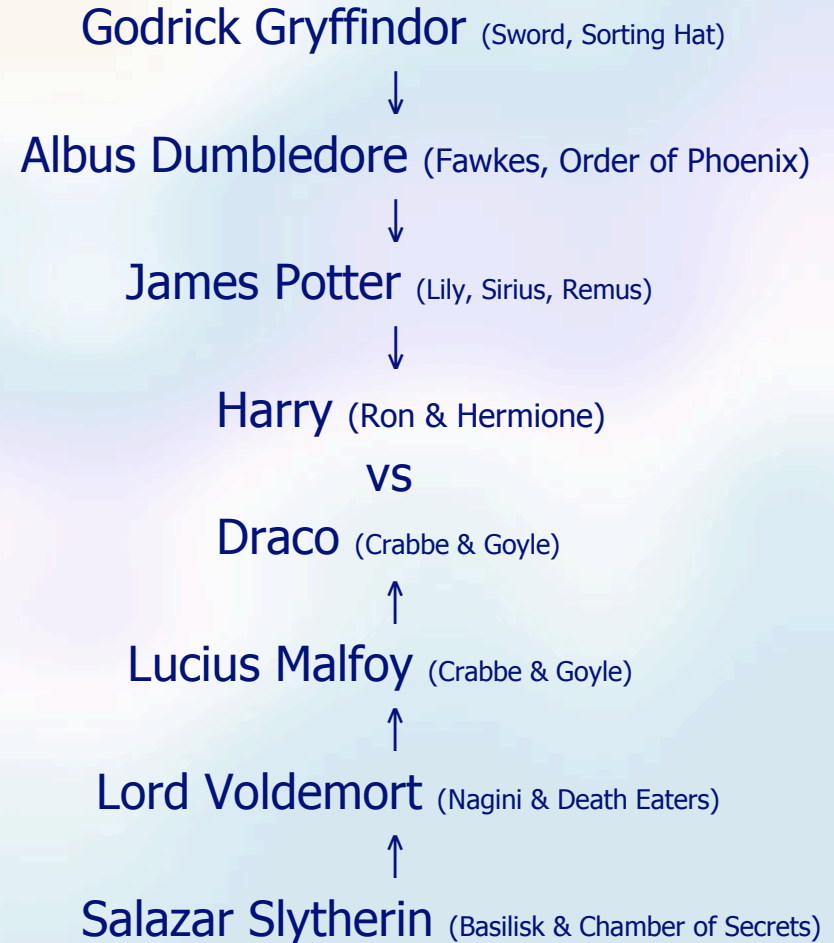 Godrick Gryffindor (Sword, Sorting Hat)
↓
Albus Dumbledore (Fawkes, Order of Phoenix)
↓
James Potter (Lily, Sirius, Remus)
↓
Harry (Ron & Hermione)
vs
Draco (Crabbe & Goyle)
↑
Lucius Malfoy (Crabbe & Goyle)
↑
Lord Voldemort (Nagini & Death Eaters)
↑
Salazar Slytherin (Basilisk & Chamber of Secrets)